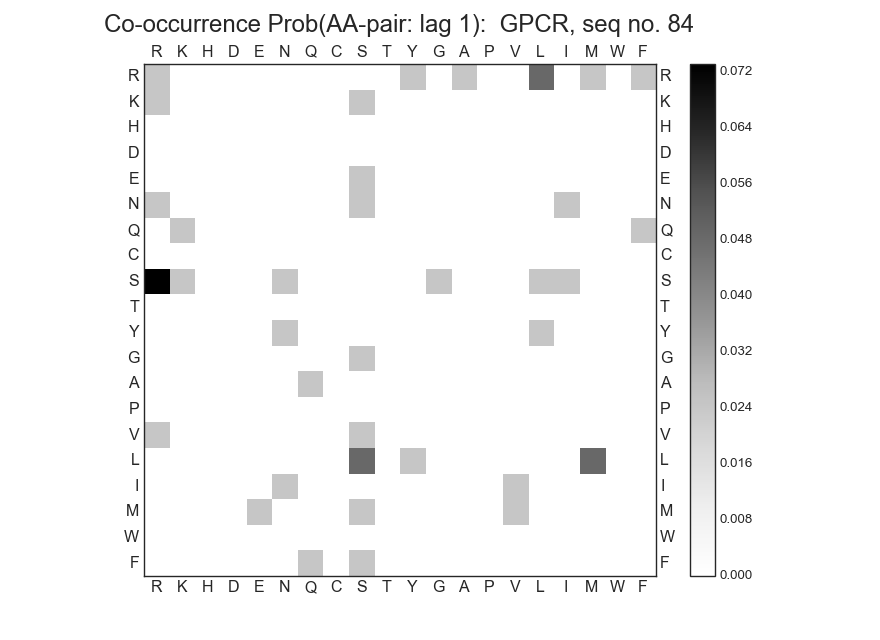 Co-occurrence Prob(AA-pair: lag 1):  GPCR, seq no. 84
R K H D E N Q C S T Y G A P V L I M W F
R R 0.072
K K
H H 0.064
D D
E E 0.056
N N
Q Q 0.048
C C
S S 0.040
T T
Y Y 0.032
G G
A A 0.024
P P
V V
L L 0.016
I I
M M 0.008
W W
F F 0.000
R K H D E N Q C S T Y G A P V L I M W F